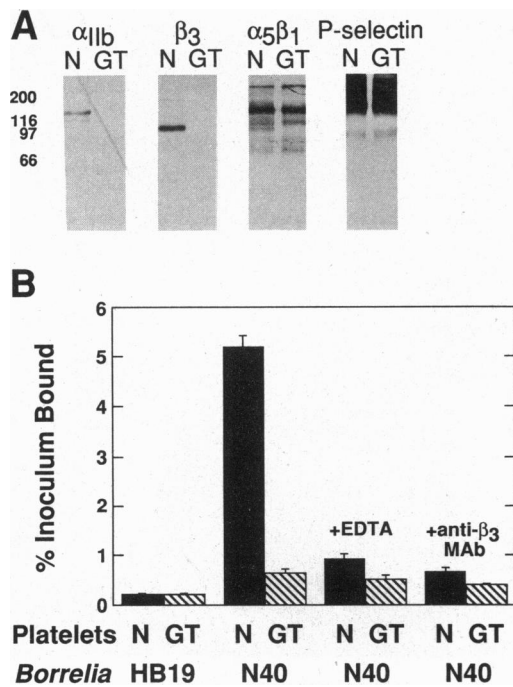 A
αIIb β3 α5β1 P-selectin
N GT N GT N GT N GT
200
116
97
66
B
% Inoculum Bound
6
5
4
3
2
1
0
+EDTA
+anti-β3
MAb
Platelets N GT N GT N GT N GT
Borrelia HB19 N40 N40 N40